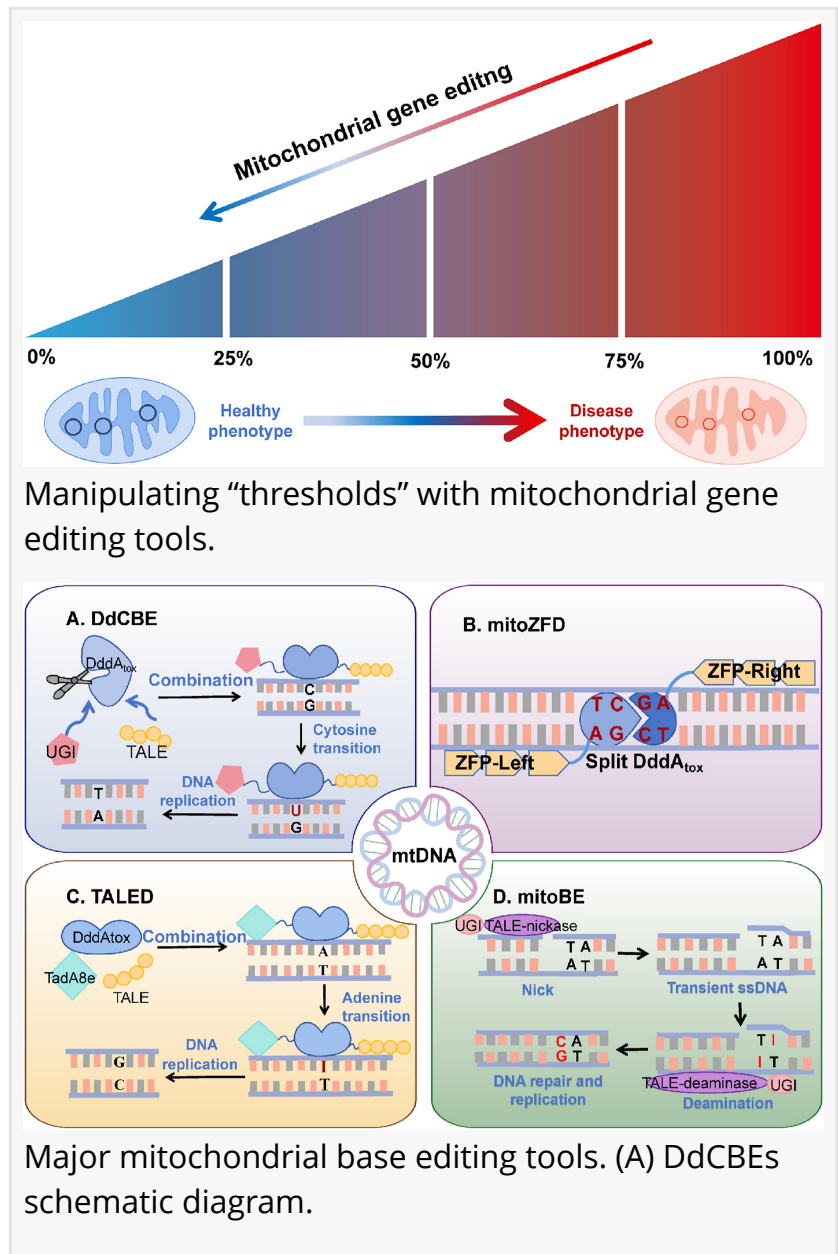 Mitochondrial gene editng
0%
25%
50%
75%
100%
Healthy
phenotype
Disease
phenotype
Manipulating “thresholds” with mitochondrial gene
editing tools.
A. DdCBE
DddAtox
Combination
UGI
TALE
C
G
Cytosine
transition
DNA
replication
T
A
U
G
B. mitoZFD
ZFP-Right
T C G A
A G C T
ZFP-Left
Split DddAtox
mtDNA
C. TALED
DddAtox
Combination
TadA8e
TALE
A
T
Adenine
transition
DNA
replication
G
C
I
T
D. mitoBE
UGI TALE-nickase
T A
A T
Nick
T A
A T
Transient ssDNA
C A
G T
DNA repair and
replication
T I
I T
TALE-deaminase UGI
Deamination
Major mitochondrial base editing tools. (A) DdCBEs
schematic diagram.